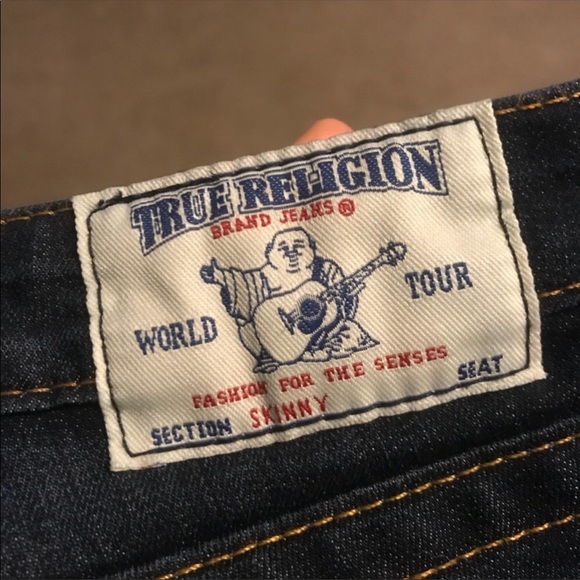 TRUE RELIGION
BRAND JEANS®
WORLD TOUR
FASHION FOR THE SENSES
SECTION SKINNY SEAT